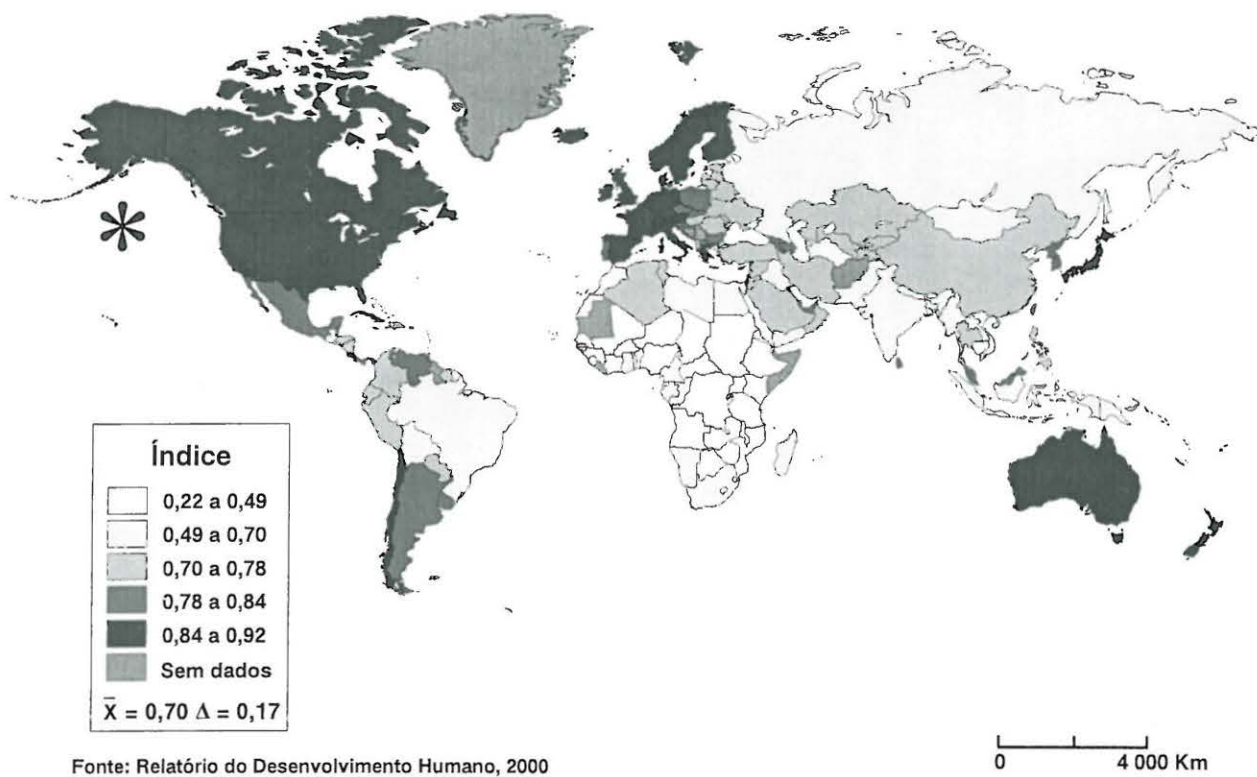 Índice
0,22 a 0,49
0,49 a 0,70
0,70 a 0,78
0,78 a 0,84
0,84 a 0,92
Sem dados
X̄ = 0,70 Δ = 0,17
0 4 000 Km
Fonte: Relatório do Desenvolvimento Humano, 2000